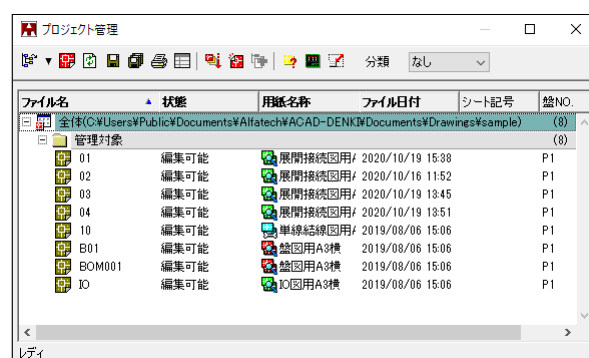 プロジェクト管理
分類 なし
ファイル名 状態 用紙名称 ファイル日付 シート記号 盤NO.
全体(C:¥Users¥Public¥Documents¥Alfatech¥ACAD-DENKI¥Documents¥Drawings¥sample) (8)
管理対象 (8)
01 編集可能 展開接続図用A 2020/10/19 15:38 P1
02 編集可能 展開接続図用A 2020/10/16 11:52 P1
03 編集可能 展開接続図用A 2020/10/19 13:45 P1
04 編集可能 展開接続図用A 2020/10/19 13:51 P1
10 編集可能 単線結線図用A 2019/08/06 15:06 P1
B01 編集可能 盤図用A3横 2019/08/06 15:06 P1
BOM001 編集可能 盤図用A3横 2019/08/06 15:06 P1
IO 編集可能 IO図用A3横 2019/08/06 15:06 P1
レディ